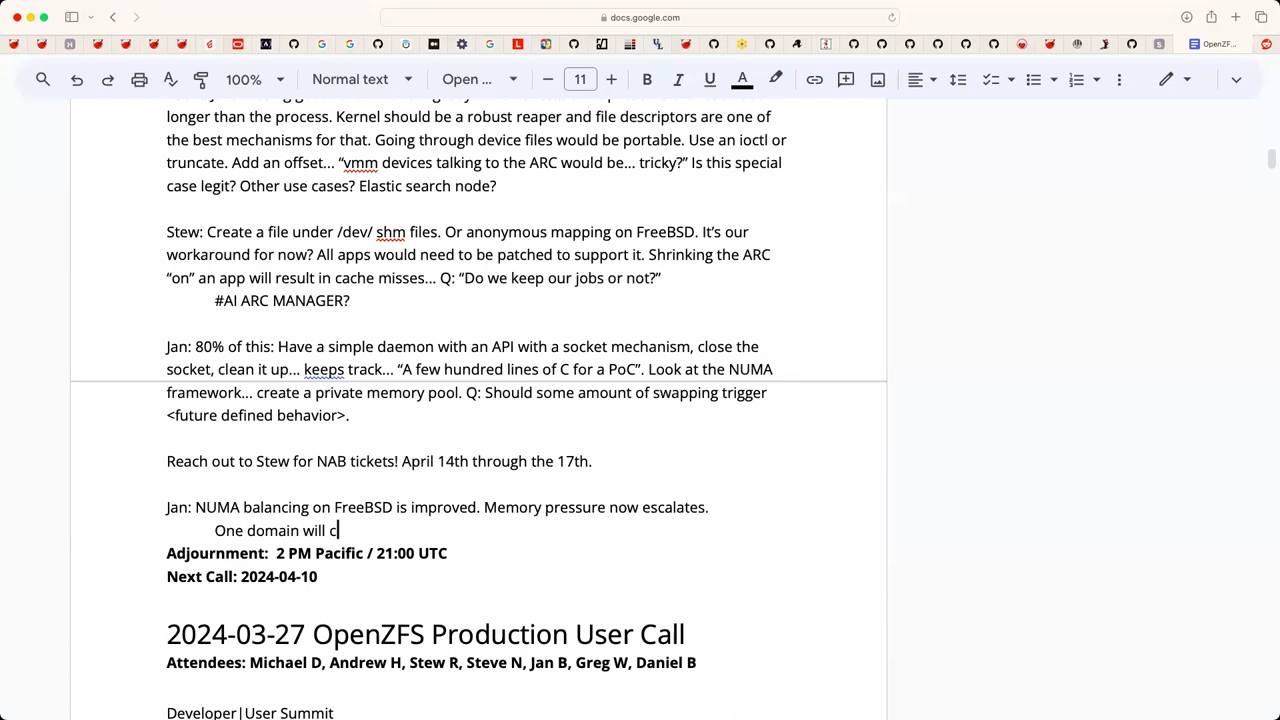 docs.google.com
OpenZF...
100%
Normal text
Open ...
11
longer than the process. Kernel should be a robust reaper and file descriptors are one of
the best mechanisms for that. Going through device files would be portable. Use an ioctl or
truncate. Add an offset... “vmm devices talking to the ARC would be... tricky?” Is this special
case legit? Other use cases? Elastic search node?
Stew: Create a file under /dev/ shm files. Or anonymous mapping on FreeBSD. It’s our
workaround for now? All apps would need to be patched to support it. Shrinking the ARC
“on” an app will result in cache misses... Q: “Do we keep our jobs or not?”
#AI ARC MANAGER?
Jan: 80% of this: Have a simple daemon with an API with a socket mechanism, close the
socket, clean it up... keeps track... “A few hundred lines of C for a PoC”. Look at the NUMA
framework... create a private memory pool. Q: Should some amount of swapping trigger
<future defined behavior>.
Reach out to Stew for NAB tickets! April 14th through the 17th.
Jan: NUMA balancing on FreeBSD is improved. Memory pressure now escalates.
One domain will c
Adjournment:  2 PM Pacific / 21:00 UTC
Next Call: 2024-04-10
2024-03-27 OpenZFS Production User Call
Attendees: Michael D, Andrew H, Stew R, Steve N, Jan B, Greg W, Daniel B
Developer|User Summit